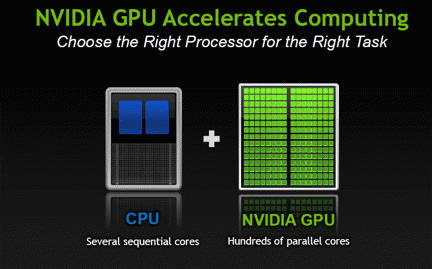 NVIDIA GPU Accelerates Computing
Choose the Right Processor for the Right Task
+
CPU
NVIDIA GPU
Several sequential cores
Hundreds of parallel cores